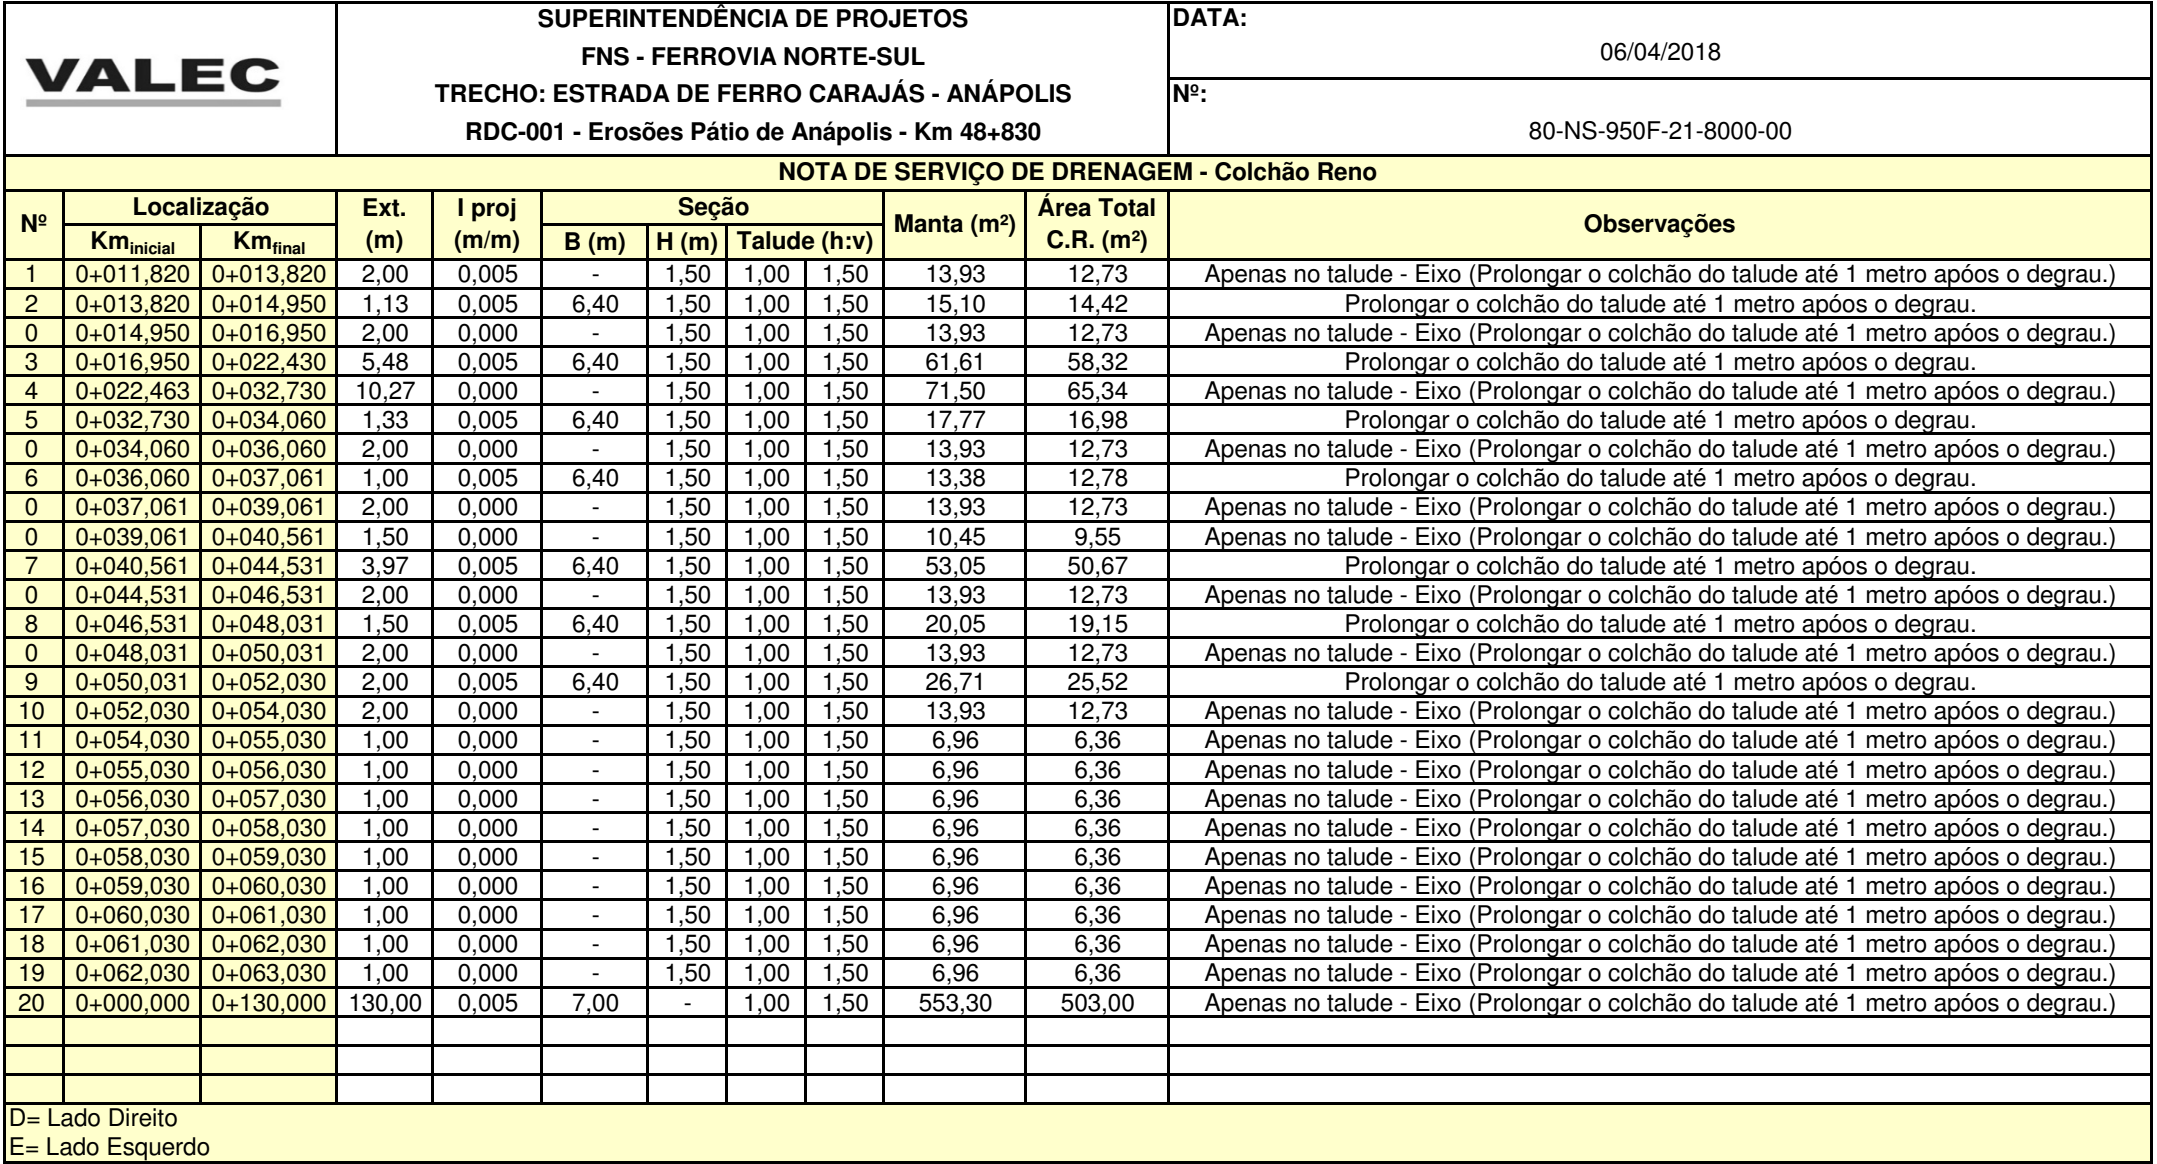 VALEC
SUPERINTENDÊNCIA DE PROJETOS
FNS - FERROVIA NORTE-SUL
TRECHO: ESTRADA DE FERRO CARAJÁS - ANÁPOLIS
RDC-001 - Erosões Pátio de Anápolis - Km 48+830
DATA:
06/04/2018
Nº:
80-NS-950F-21-8000-00
NOTA DE SERVIÇO DE DRENAGEM - Colchão Reno
Nº Localização Ext. (m) I proj (m/m) Seção Manta (m²) Área Total C.R. (m²) Observações
Kminicial Kmfinal B (m) H (m) Talude (h:v)
1 0+011,820 0+013,820 2,00 0,005 - 1,50 1,00 1,50 13,93 12,73 Apenas no talude - Eixo (Prolongar o colchão do talude até 1 metro apóos o degrau.)
2 0+013,820 0+014,950 1,13 0,005 6,40 1,50 1,00 1,50 15,10 14,42 Prolongar o colchão do talude até 1 metro apóos o degrau.
0 0+014,950 0+016,950 2,00 0,000 - 1,50 1,00 1,50 13,93 12,73 Apenas no talude - Eixo (Prolongar o colchão do talude até 1 metro apóos o degrau.)
3 0+016,950 0+022,430 5,48 0,005 6,40 1,50 1,00 1,50 61,61 58,32 Prolongar o colchão do talude até 1 metro apóos o degrau.
4 0+022,463 0+032,730 10,27 0,000 - 1,50 1,00 1,50 71,50 65,34 Apenas no talude - Eixo (Prolongar o colchão do talude até 1 metro apóos o degrau.)
5 0+032,730 0+034,060 1,33 0,005 6,40 1,50 1,00 1,50 17,77 16,98 Prolongar o colchão do talude até 1 metro apóos o degrau.
0 0+034,060 0+036,060 2,00 0,000 - 1,50 1,00 1,50 13,93 12,73 Apenas no talude - Eixo (Prolongar o colchão do talude até 1 metro apóos o degrau.)
6 0+036,060 0+037,061 1,00 0,005 6,40 1,50 1,00 1,50 13,38 12,78 Prolongar o colchão do talude até 1 metro apóos o degrau.
0 0+037,061 0+039,061 2,00 0,000 - 1,50 1,00 1,50 13,93 12,73 Apenas no talude - Eixo (Prolongar o colchão do talude até 1 metro apóos o degrau.)
0 0+039,061 0+040,561 1,50 0,000 - 1,50 1,00 1,50 10,45 9,55 Apenas no talude - Eixo (Prolongar o colchão do talude até 1 metro apóos o degrau.)
7 0+040,561 0+044,531 3,97 0,005 6,40 1,50 1,00 1,50 53,05 50,67 Prolongar o colchão do talude até 1 metro apóos o degrau.
0 0+044,531 0+046,531 2,00 0,000 - 1,50 1,00 1,50 13,93 12,73 Apenas no talude - Eixo (Prolongar o colchão do talude até 1 metro apóos o degrau.)
8 0+046,531 0+048,031 1,50 0,005 6,40 1,50 1,00 1,50 20,05 19,15 Prolongar o colchão do talude até 1 metro apóos o degrau.
0 0+048,031 0+050,031 2,00 0,000 - 1,50 1,00 1,50 13,93 12,73 Apenas no talude - Eixo (Prolongar o colchão do talude até 1 metro apóos o degrau.)
9 0+050,031 0+052,030 2,00 0,005 6,40 1,50 1,00 1,50 26,71 25,52 Prolongar o colchão do talude até 1 metro apóos o degrau.
10 0+052,030 0+054,030 2,00 0,000 - 1,50 1,00 1,50 13,93 12,73 Apenas no talude - Eixo (Prolongar o colchão do talude até 1 metro apóos o degrau.)
11 0+054,030 0+055,030 1,00 0,000 - 1,50 1,00 1,50 6,96 6,36 Apenas no talude - Eixo (Prolongar o colchão do talude até 1 metro apóos o degrau.)
12 0+055,030 0+056,030 1,00 0,000 - 1,50 1,00 1,50 6,96 6,36 Apenas no talude - Eixo (Prolongar o colchão do talude até 1 metro apóos o degrau.)
13 0+056,030 0+057,030 1,00 0,000 - 1,50 1,00 1,50 6,96 6,36 Apenas no talude - Eixo (Prolongar o colchão do talude até 1 metro apóos o degrau.)
14 0+057,030 0+058,030 1,00 0,000 - 1,50 1,00 1,50 6,96 6,36 Apenas no talude - Eixo (Prolongar o colchão do talude até 1 metro apóos o degrau.)
15 0+058,030 0+059,030 1,00 0,000 - 1,50 1,00 1,50 6,96 6,36 Apenas no talude - Eixo (Prolongar o colchão do talude até 1 metro apóos o degrau.)
16 0+059,030 0+060,030 1,00 0,000 - 1,50 1,00 1,50 6,96 6,36 Apenas no talude - Eixo (Prolongar o colchão do talude até 1 metro apóos o degrau.)
17 0+060,030 0+061,030 1,00 0,000 - 1,50 1,00 1,50 6,96 6,36 Apenas no talude - Eixo (Prolongar o colchão do talude até 1 metro apóos o degrau.)
18 0+061,030 0+062,030 1,00 0,000 - 1,50 1,00 1,50 6,96 6,36 Apenas no talude - Eixo (Prolongar o colchão do talude até 1 metro apóos o degrau.)
19 0+062,030 0+063,030 1,00 0,000 - 1,50 1,00 1,50 6,96 6,36 Apenas no talude - Eixo (Prolongar o colchão do talude até 1 metro apóos o degrau.)
20 0+000,000 0+130,000 130,00 0,005 7,00 - 1,00 1,50 553,30 503,00 Apenas no talude - Eixo (Prolongar o colchão do talude até 1 metro apóos o degrau.)
D= Lado Direito
E= Lado Esquerdo